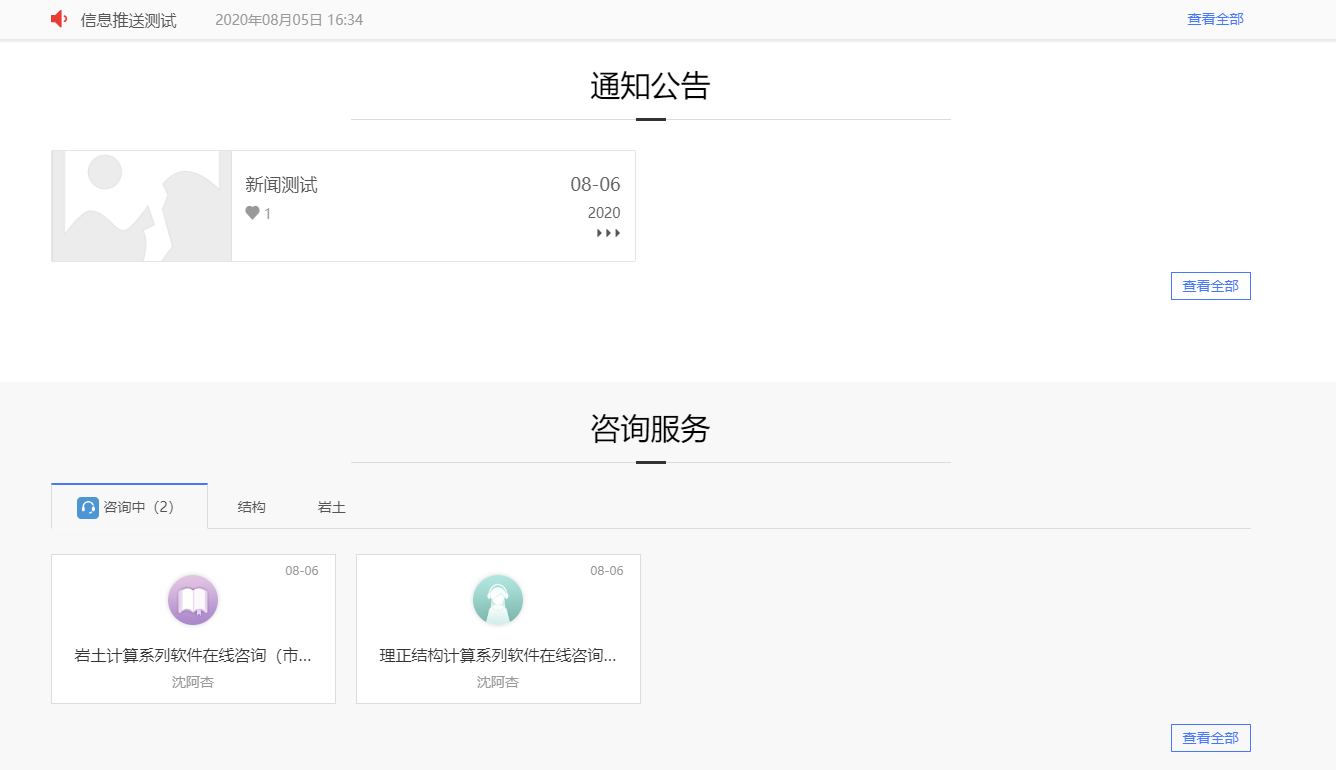 信息推送测试 2020年08月05日 16:34 查看全部
通知公告
新闻测试 08-06
1 2020
查看全部
咨询服务
咨询中（2） 结构 岩土
08-06 08-06
岩土计算系列软件在线咨询（市... 理正结构计算系列软件在线咨询...
沈阿杏 沈阿杏
查看全部